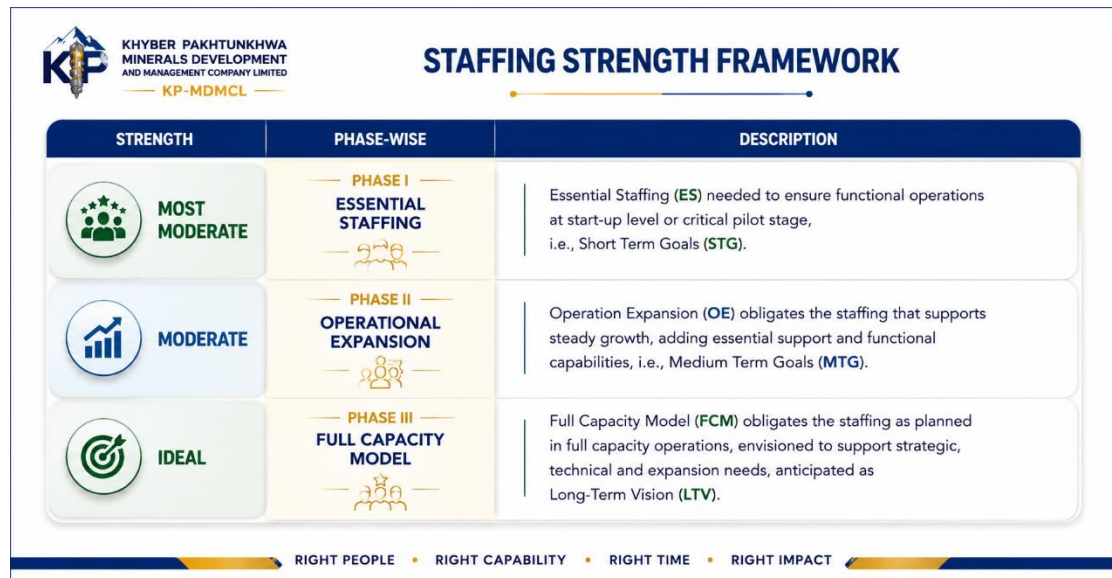 KP
KHYBER PAKHTUNKHWA
MINERALS DEVELOPMENT
AND MANAGEMENT COMPANY LIMITED
KP-MDMCL
STAFFING STRENGTH FRAMEWORK
STRENGTH
PHASE-WISE
DESCRIPTION
MOST
MODERATE
PHASE I
ESSENTIAL
STAFFING
Essential Staffing (ES) needed to ensure functional operations
at start-up level or critical pilot stage,
i.e., Short Term Goals (STG).
MODERATE
PHASE II
OPERATIONAL
EXPANSION
Operation Expansion (OE) obligates the staffing that supports
steady growth, adding essential support and functional
capabilities, i.e., Medium Term Goals (MTG).
IDEAL
PHASE III
FULL CAPACITY
MODEL
Full Capacity Model (FCM) obligates the staffing as planned
in full capacity operations, envisioned to support strategic,
technical and expansion needs, anticipated as
Long-Term Vision (LTV).
RIGHT PEOPLE • RIGHT CAPABILITY • RIGHT TIME • RIGHT IMPACT